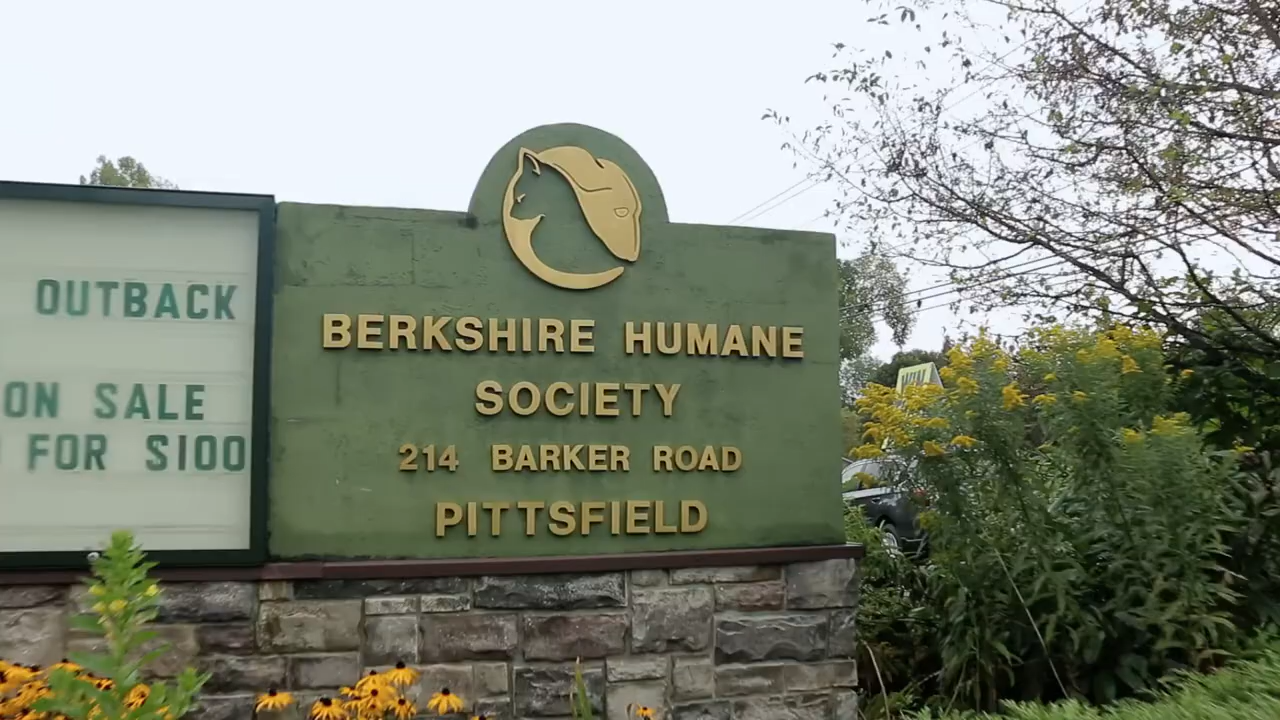 OUTBACK
ON SALE
FOR $100
BERKSHIRE HUMANE
SOCIETY
214 BARKER ROAD
PITTSFIELD